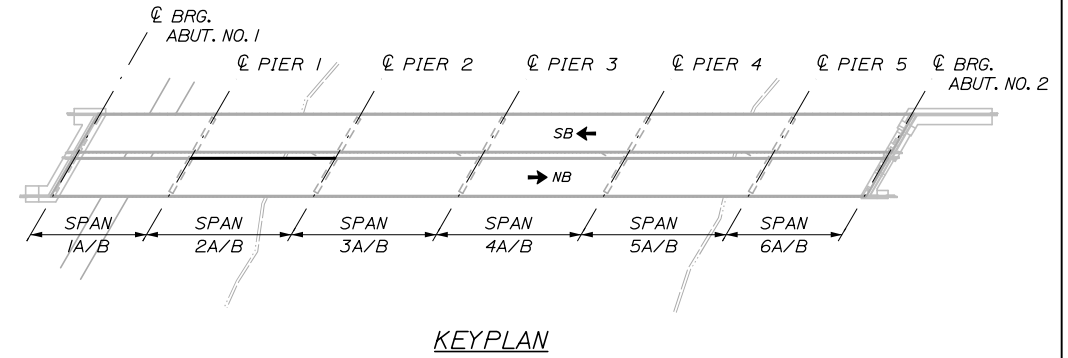 ℄ BRG.
ABUT. NO. 1
℄ PIER 1
℄ PIER 2
℄ PIER 3
℄ PIER 4
℄ PIER 5
℄ BRG.
ABUT. NO. 2
SB
NB
SPAN
1A/B
SPAN
2A/B
SPAN
3A/B
SPAN
4A/B
SPAN
5A/B
SPAN
6A/B
KEYPLAN